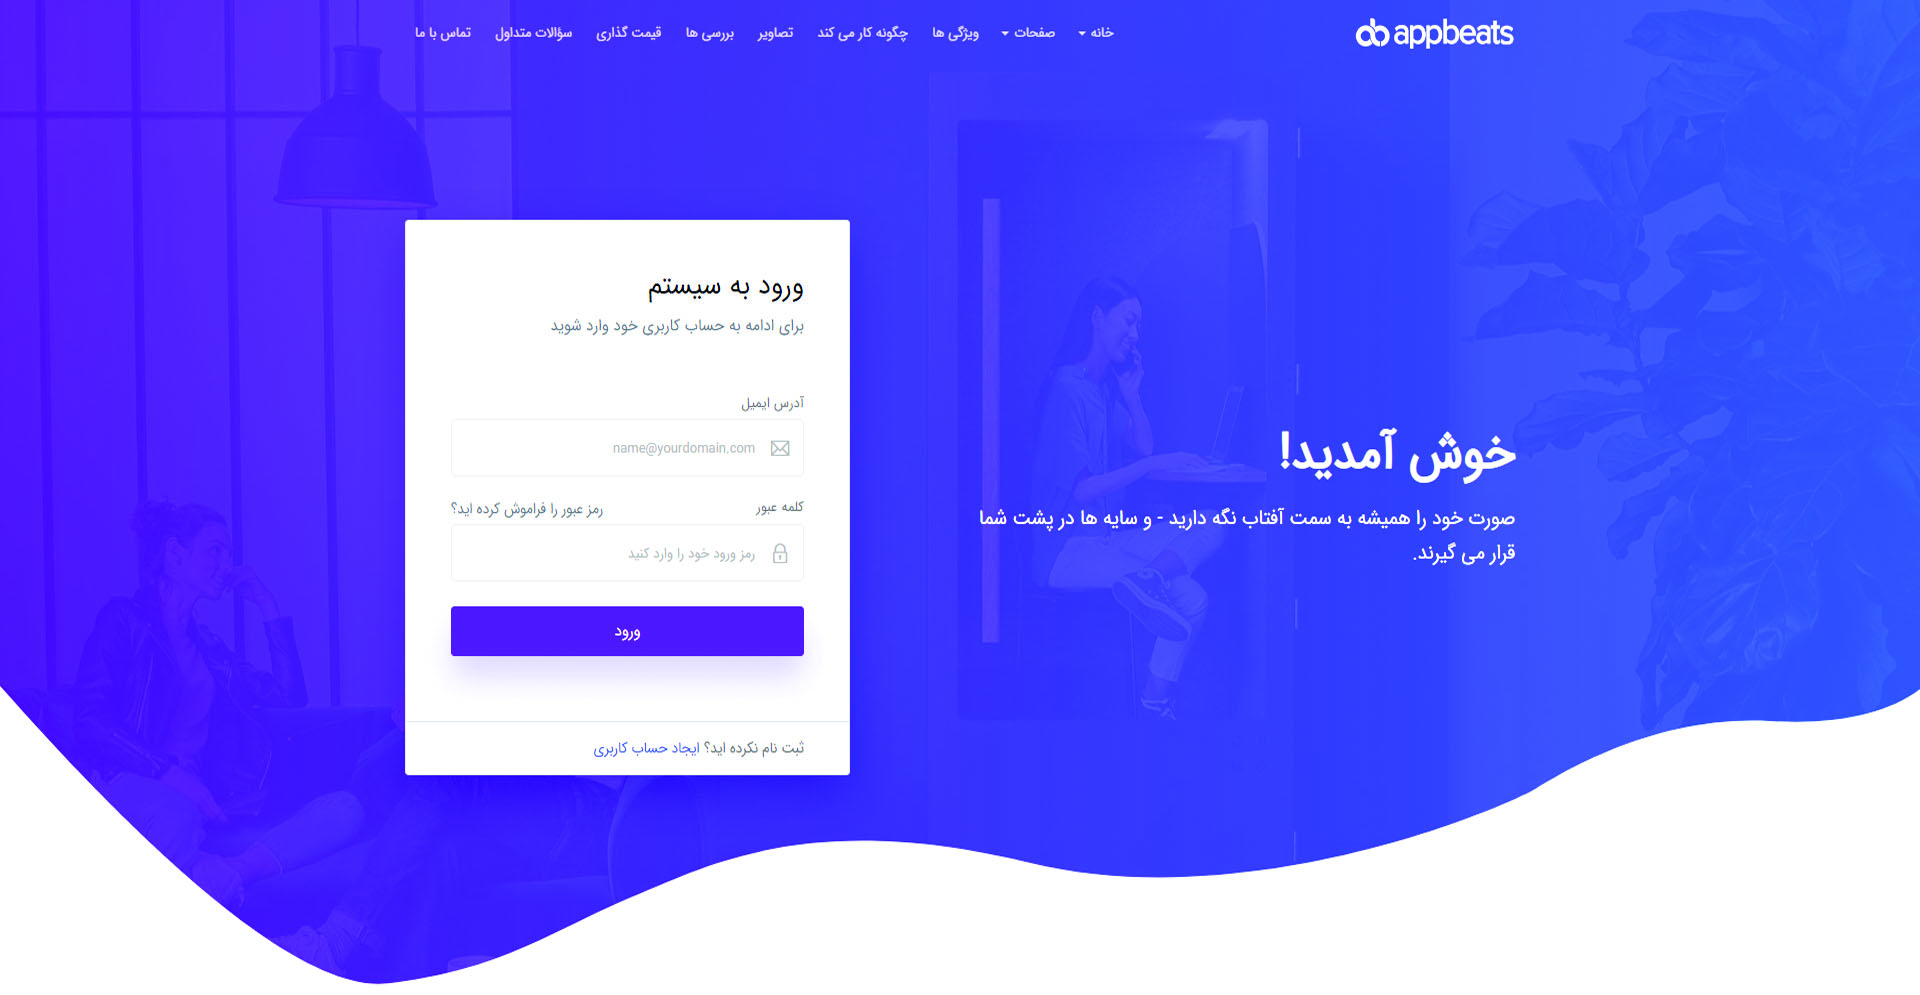 appbeats
خانه
صفحات
ویژگی ها
چگونه کار می کند
تصاویر
بررسی ها
قیمت گذاری
سؤالات متداول
تماس با ما
خوش آمدید!
صورت خود را همیشه به سمت آفتاب نگه دارید - و سایه ها در پشت شما
قرار می گیرند.
ورود به سیستم
برای ادامه به حساب کاربری خود وارد شوید
آدرس ایمیل
name@yourdomain.com
کلمه عبور
رمز عبور را فراموش کرده اید؟
رمز ورود خود را وارد کنید
ورود
ثبت نام نکرده اید؟ ایجاد حساب کاربری